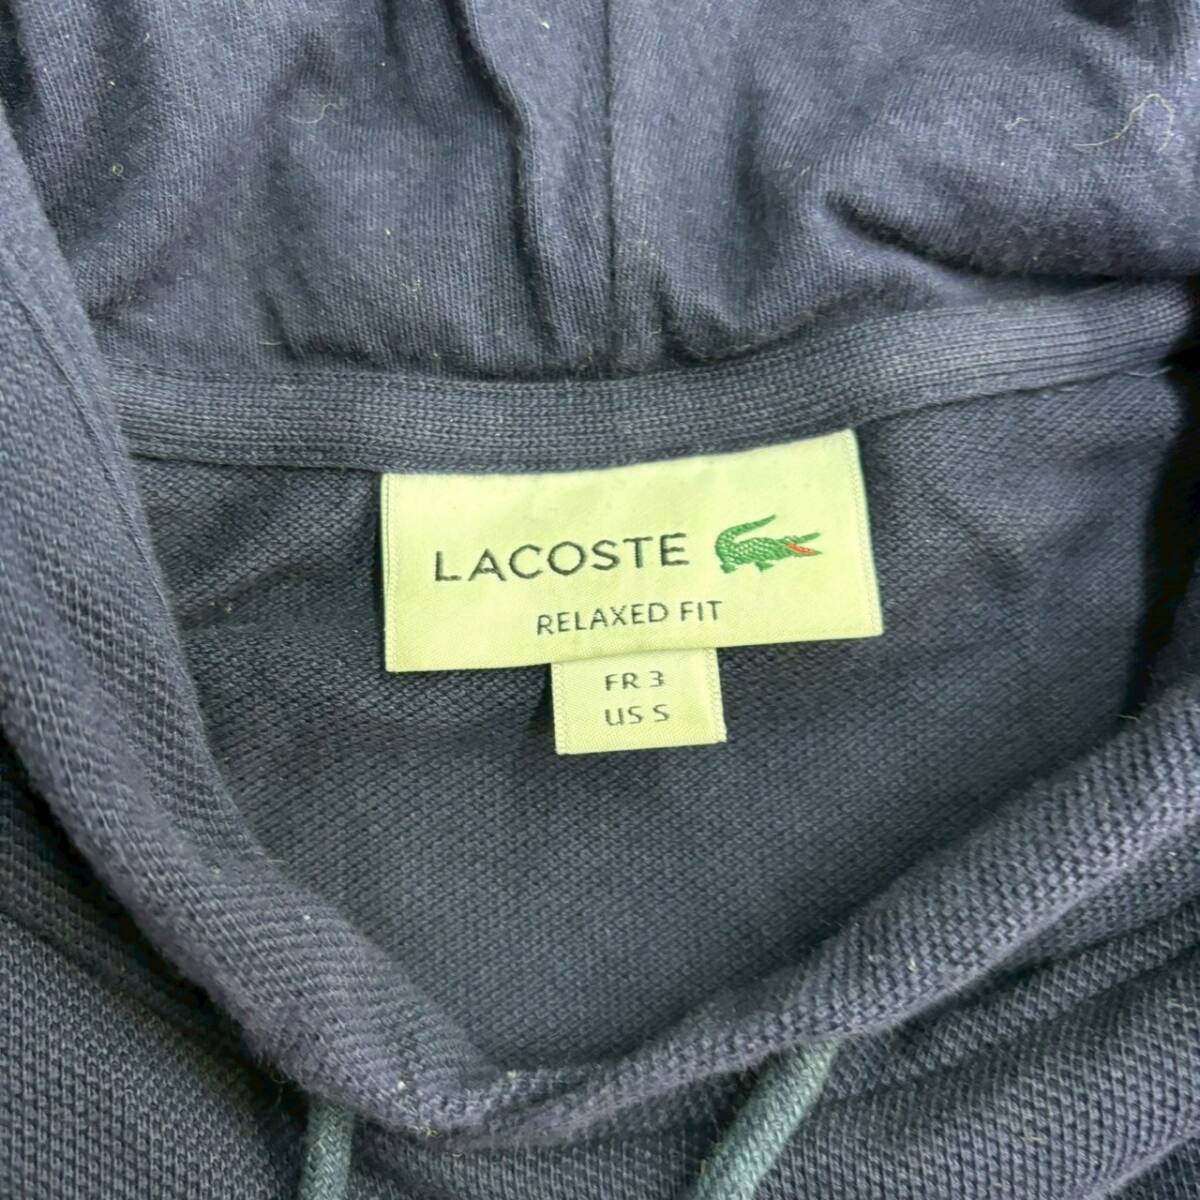 LACOSTE
RELAXED FIT
FR 3
US S